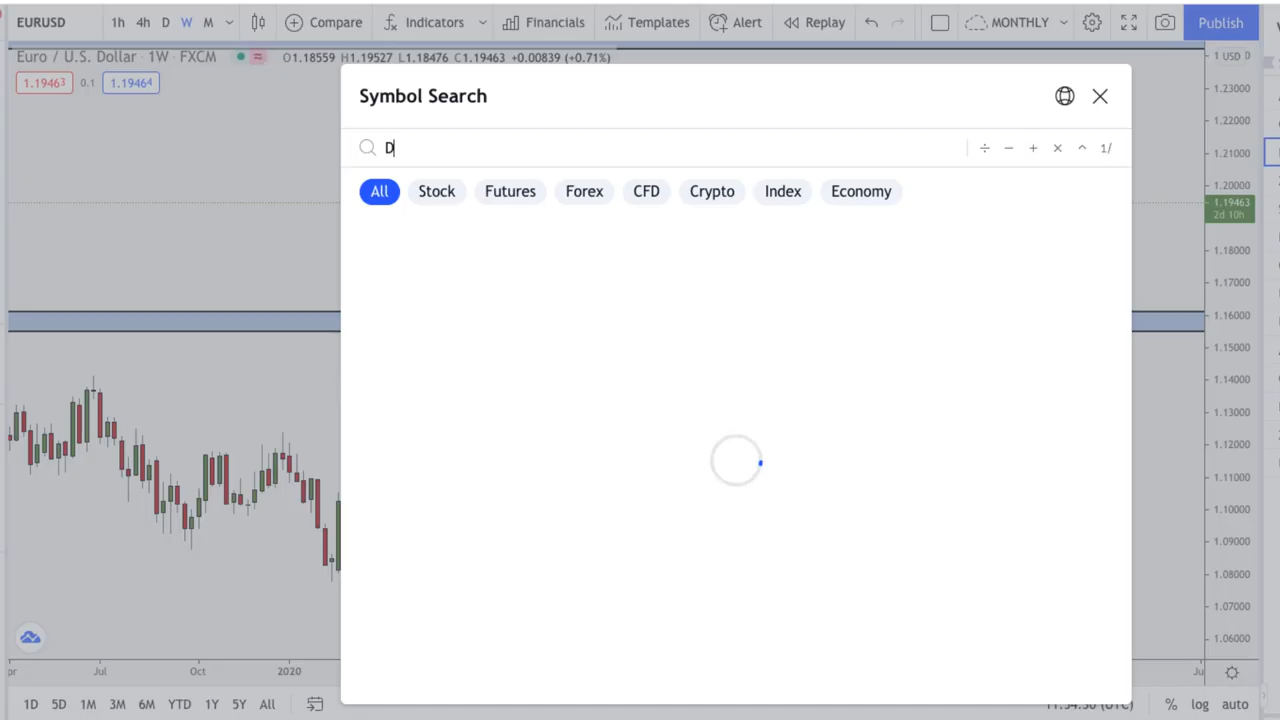 EURUSD 1h 4h D W M Compare Indicators Financials Templates Alert Replay MONTHLY Publish
Euro / U.S. Dollar · 1W · FXCM O1.18559 H1.19527 L1.18476 C1.19463 +0.00839 (+0.71%)
1.19463 0.1 1.19464
Symbol Search
D
÷ − + × ^ 1/
All Stock Futures Forex CFD Crypto Index Economy
1 USD D
1.23000
1.22000
1.21000
1.20000
1.19463
2d 10h
1.18000
1.16000
1.15000
1.14000
1.13000
1.12000
1.11000
1.10000
1.09000
1.08000
1.07000
1.06000
pr Jul Oct 2020 Ju
1D 5D 1M 3M 6M YTD 1Y 5Y All % log auto